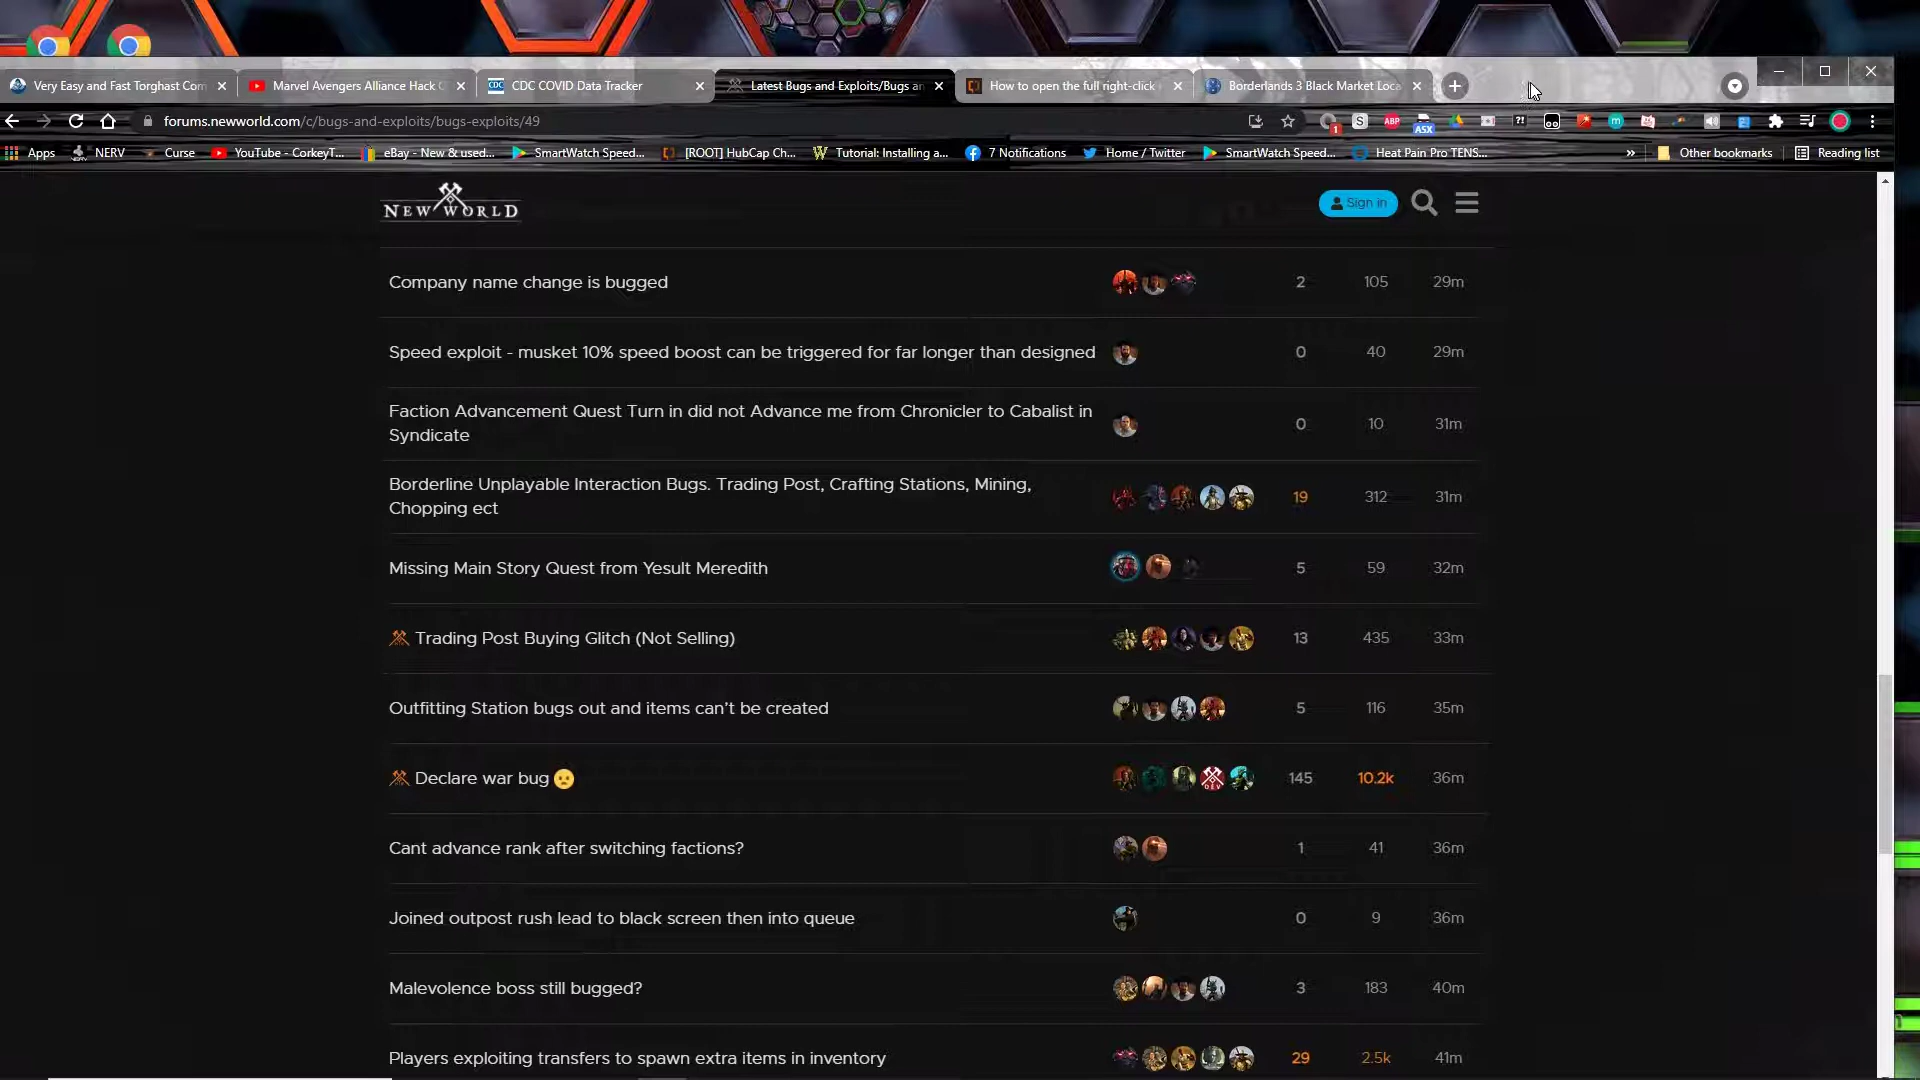 Very Easy and Fast Torghast Com
Marvel Avengers Alliance Hack C
CDC COVID Data Tracker
Latest Bugs and Exploits/Bugs an
How to open the full right-click
Borderlands 3 Black Market Loca
forums.newworld.com/c/bugs-and-exploits/bugs-exploits/49
1
S
ABP
ASX
?!
m
Apps
NERV
Curse
YouTube - CorkeyT...
eBay - New & used...
SmartWatch Speed...
[ROOT] HubCap Ch...
Tutorial: Installing a...
7 Notifications
Home / Twitter
SmartWatch Speed...
Heat Pain Pro TENS...
»
Other bookmarks
Reading list
NEW WORLD
Sign in
Company name change is bugged 2 105 29m
Speed exploit - musket 10% speed boost can be triggered for far longer than designed 0 40 29m
Faction Advancement Quest Turn in did not Advance me from Chronicler to Cabalist in
Syndicate 0 10 31m
Borderline Unplayable Interaction Bugs. Trading Post, Crafting Stations, Mining,
Chopping ect 19 312 31m
Missing Main Story Quest from Yesult Meredith 5 59 32m
Trading Post Buying Glitch (Not Selling) 13 435 33m
Outfitting Station bugs out and items can't be created 5 116 35m
Declare war bug 😦 DEV 145 10.2k 36m
Cant advance rank after switching factions? 1 41 36m
Joined outpost rush lead to black screen then into queue 0 9 36m
Malevolence boss still bugged? 3 183 40m
Players exploiting transfers to spawn extra items in inventory 29 2.5k 41m